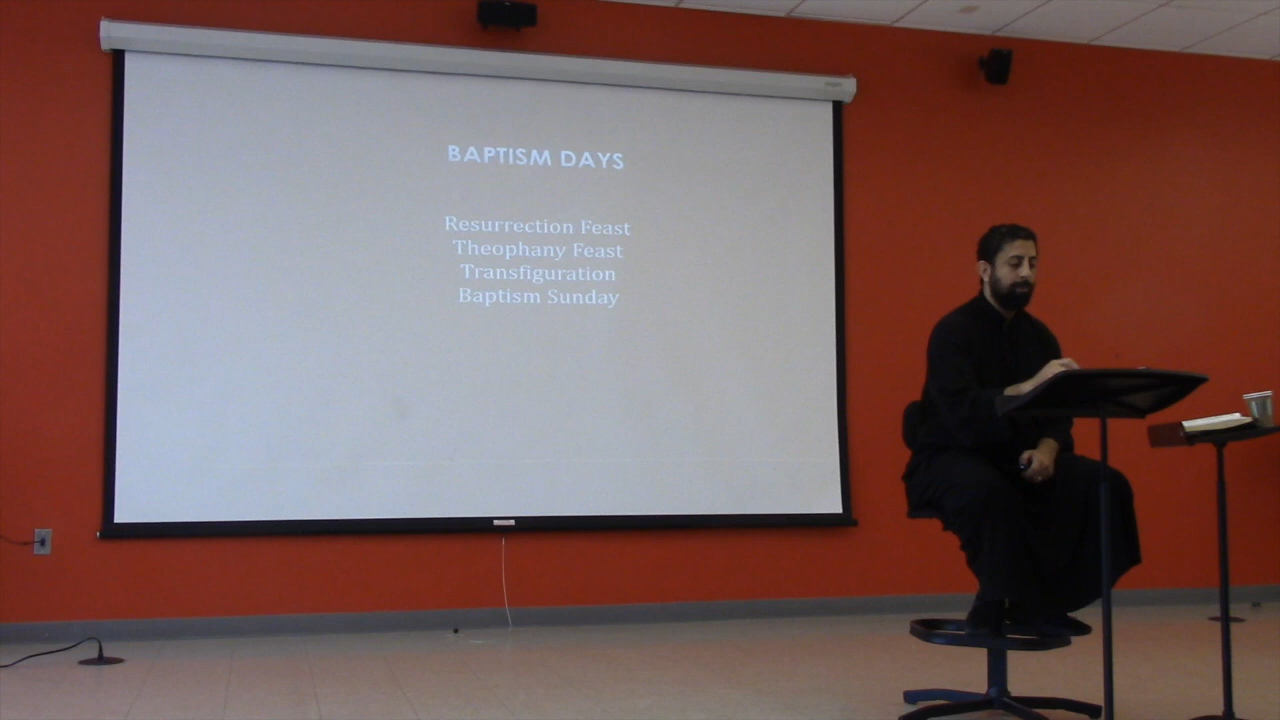 BAPTISM DAYS
Resurrection Feast
Theophany Feast
Transfiguration
Baptism Sunday